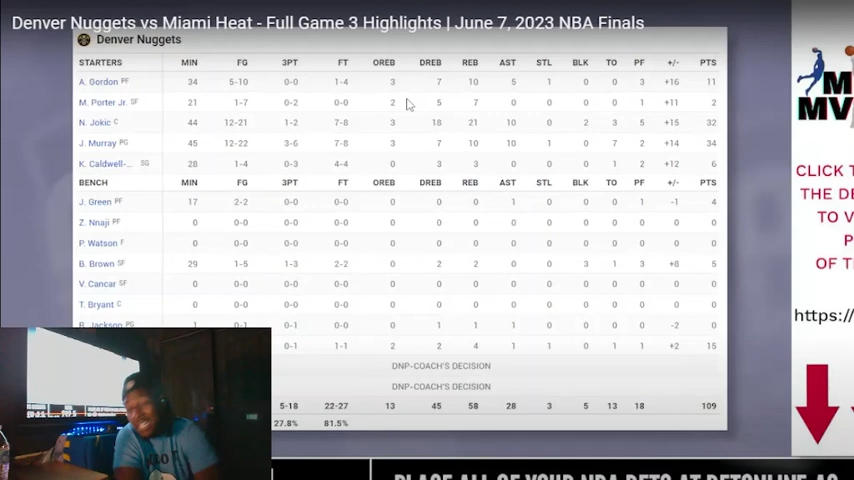 Denver Nuggets vs Miami Heat - Full Game 3 Highlights | June 7, 2023 NBA Finals
Denver Nuggets
STARTERS MIN FG 3PT FT OREB DREB REB AST STL BLK TO PF +/- PTS
A. Gordon PF 34 5-10 0-0 1-4 3 7 10 5 1 0 0 3 +16 11
M. Porter Jr. SF 21 1-7 0-2 0-0 2 5 7 0 0 0 0 1 +11 2
N. Jokic C 44 12-21 1-2 7-8 3 18 21 10 0 2 3 5 +15 32
J. Murray PG 45 12-22 3-6 7-8 3 7 10 10 1 0 7 2 +14 34
K. Caldwell-... SG 28 1-4 0-3 4-4 0 3 3 0 0 0 1 2 +12 6
BENCH MIN FG 3PT FT OREB DREB REB AST STL BLK TO PF +/- PTS
J. Green PF 17 2-2 0-0 0-0 0 0 0 1 0 0 0 1 -1 4
Z. Nnaji PF 0 0-0 0-0 0-0 0 0 0 0 0 0 0 0 0 0
P. Watson F 0 0-0 0-0 0-0 0 0 0 0 0 0 0 0 0 0
B. Brown SF 29 1-5 1-3 2-2 0 2 2 0 0 3 1 3 +8 5
V. Cancar SF 0 0-0 0-0 0-0 0 0 0 0 0 0 0 0 0 0
T. Bryant C 0 0-0 0-0 0-0 0 0 0 0 0 0 0 0 0 0
R. Jackson PG 1 0-1 0-1 0-0 0 1 1 1 0 0 0 0 -2 0
0-1 1-1 2 2 4 1 1 0 1 1 +2 15
DNP-COACH'S DECISION
DNP-COACH'S DECISION
5-18 22-27 13 45 58 28 3 5 13 18 109
27.8% 81.5%
M
MV
CLICK T
THE DE
TO V
P
OF T
https://
PLACE ALL OF YOUR NBA BETS AT BETONLINE.AG